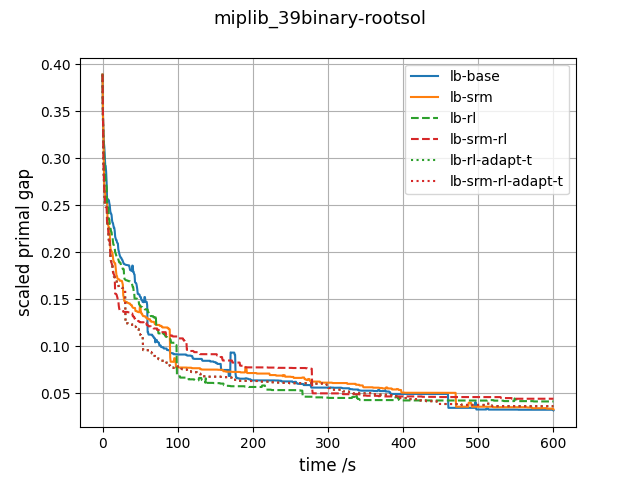 miplib_39binary-rootsol
0.40
0.35
0.30
0.25
0.20
0.15
0.10
0.05
scaled primal gap
lb-base
lb-srm
lb-rl
lb-srm-rl
lb-rl-adapt-t
lb-srm-rl-adapt-t
0 100 200 300 400 500 600
time /s